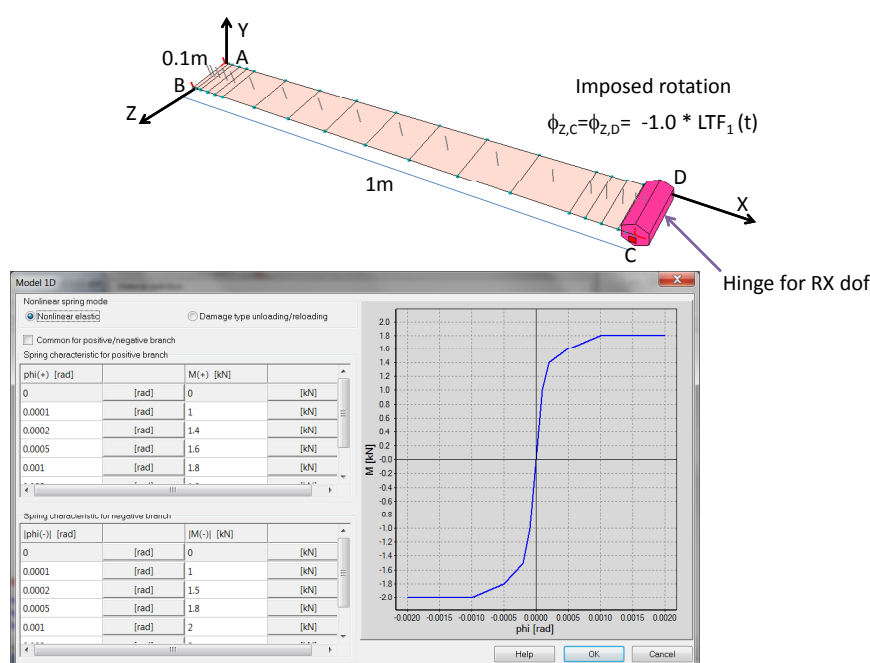 Y
0.1m
A
B
Z
Imposed rotation
ϕZ,C=ϕZ,D= -1.0 * LTF1 (t)
1m
D
X
C
Hinge for RX dof
Model 1D
Nonlinear spring mode
Nonlinear elastic
Damage type unloading/reloading
Common for positive/negative branch
Spring characteristic for positive branch
phi(+) [rad] M(+) [kN]
0 [rad] 0 [kN]
0.0001 [rad] 1 [kN]
0.0002 [rad] 1.4 [kN]
0.0005 [rad] 1.6 [kN]
0.001 [rad] 1.8 [kN]
Spring characteristic for negative branch
|phi(-)| [rad] |M(-)| [kN]
0 [rad] 0 [kN]
0.0001 [rad] 1 [kN]
0.0002 [rad] 1.5 [kN]
0.0005 [rad] 1.8 [kN]
0.001 [rad] 2 [kN]
M [kN]
2.0
1.8
1.6
1.4
1.2
1.0
0.8
0.6
0.4
0.2
-0.0
-0.2
-0.4
-0.6
-0.8
-1.0
-1.2
-1.4
-1.6
-1.8
-2.0
-0.0020 -0.0015 -0.0010 -0.0005 0.0000 0.0005 0.0010 0.0015 0.0020
phi [rad]
Help OK Cancel